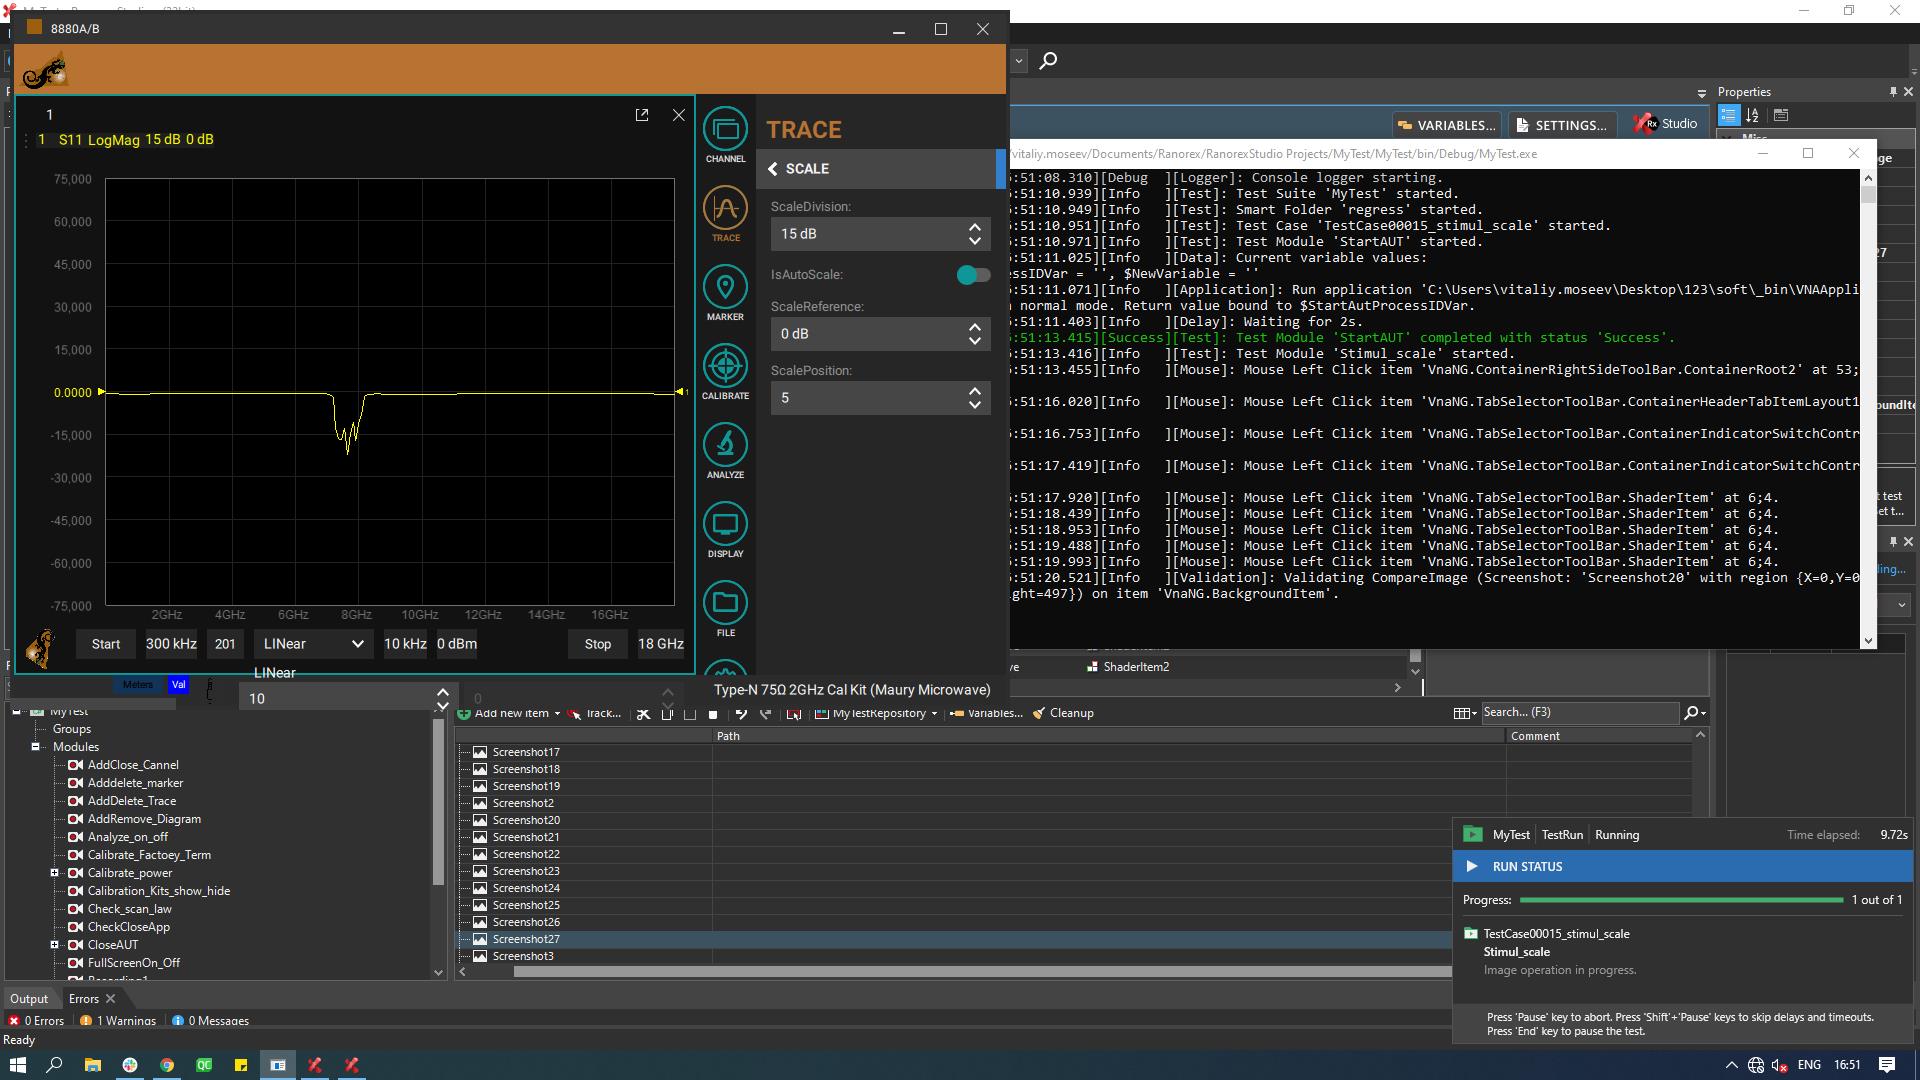 8880A/B
1
1 S11 LogMag 15 dB 0 dB
75,000
60,000
45,000
30,000
15,000
0.0000
-15,000
-30,000
-45,000
-60,000
-75,000
2GHz 4GHz 6GHz 8GHz 10GHz 12GHz 14GHz 16GHz
1
Start 300 kHz 201 LINear 10 kHz 0 dBm Stop 18 GHz
LINear
Meters Val
10
0
Type-N 75Ω 2GHz Cal Kit (Maury Microwave)
CHANNEL
TRACE
MARKER
CALIBRATE
ANALYZE
DISPLAY
FILE
TRACE
SCALE
ScaleDivision:
15 dB
IsAutoScale:
ScaleReference:
0 dB
ScalePosition:
5
VARIABLES...
SETTINGS...
Rx Studio
Properties
/vitaliy.moseev/Documents/Ranorex/RanorexStudio Projects/MyTest/MyTest/bin/Debug/MyTest.exe
:51:08.310][Debug ][Logger]: Console logger starting.
:51:10.939][Info ][Test]: Test Suite 'MyTest' started.
:51:10.949][Info ][Test]: Smart Folder 'regress' started.
:51:10.951][Info ][Test]: Test Case 'TestCase00015_stimul_scale' started.
:51:10.971][Info ][Test]: Test Module 'StartAUT' started.
:51:11.025][Info ][Data]: Current variable values:
essIDVar = '', $NewVariable = ''
:51:11.071][Info ][Application]: Run application 'C:\Users\vitaliy.moseev\Desktop\123\soft\_bin\VNAAppli
normal mode. Return value bound to $StartAutProcessIDVar.
:51:11.403][Info ][Delay]: Waiting for 2s.
:51:13.415][Success][Test]: Test Module 'StartAUT' completed with status 'Success'.
:51:13.416][Info ][Test]: Test Module 'Stimul_scale' started.
:51:13.455][Info ][Mouse]: Mouse Left Click item 'VnaNG.ContainerRightSideToolBar.ContainerRoot2' at 53;
:51:16.020][Info ][Mouse]: Mouse Left Click item 'VnaNG.TabSelectorToolBar.ContainerHeaderTabItemLayout1
:51:16.753][Info ][Mouse]: Mouse Left Click item 'VnaNG.TabSelectorToolBar.ContainerIndicatorSwitchContr
:51:17.419][Info ][Mouse]: Mouse Left Click item 'VnaNG.TabSelectorToolBar.ContainerIndicatorSwitchContr
:51:17.920][Info ][Mouse]: Mouse Left Click item 'VnaNG.TabSelectorToolBar.ShaderItem' at 6;4.
:51:18.439][Info ][Mouse]: Mouse Left Click item 'VnaNG.TabSelectorToolBar.ShaderItem' at 6;4.
:51:18.953][Info ][Mouse]: Mouse Left Click item 'VnaNG.TabSelectorToolBar.ShaderItem' at 6;4.
:51:19.488][Info ][Mouse]: Mouse Left Click item 'VnaNG.TabSelectorToolBar.ShaderItem' at 6;4.
:51:19.993][Info ][Mouse]: Mouse Left Click item 'VnaNG.TabSelectorToolBar.ShaderItem' at 6;4.
:51:20.521][Info ][Validation]: Validating CompareImage (Screenshot: 'Screenshot20' with region {X=0,Y=0
ight=497}) on item 'VnaNG.BackgroundItem'.
ShaderItem2
MyTest
Groups
Modules
AddClose_Cannel
Adddelete_marker
AddDelete_Trace
AddRemove_Diagram
Analyze_on_off
Calibrate_Factoey_Term
Calibrate_power
Calibration_Kits_show_hide
Check_scan_law
CheckCloseApp
CloseAUT
FullScreenOn_Off
Recording1
Add new item Track... MyTestRepository Variables... Cleanup Search... (F3)
Path Comment
Screenshot17
Screenshot18
Screenshot19
Screenshot2
Screenshot20
Screenshot21
Screenshot22
Screenshot23
Screenshot24
Screenshot25
Screenshot26
Screenshot27
Screenshot3
MyTest TestRun Running Time elapsed: 9.72s
RUN STATUS
Progress: 1 out of 1
TestCase00015_stimul_scale
Stimul_scale
Image operation in progress.
Press 'Pause' key to abort. Press 'Shift'+'Pause' keys to skip delays and timeouts.
Press 'End' key to pause the test.
Output Errors
0 Errors 1 Warnings 0 Messages
Ready
QC
ENG 16:51